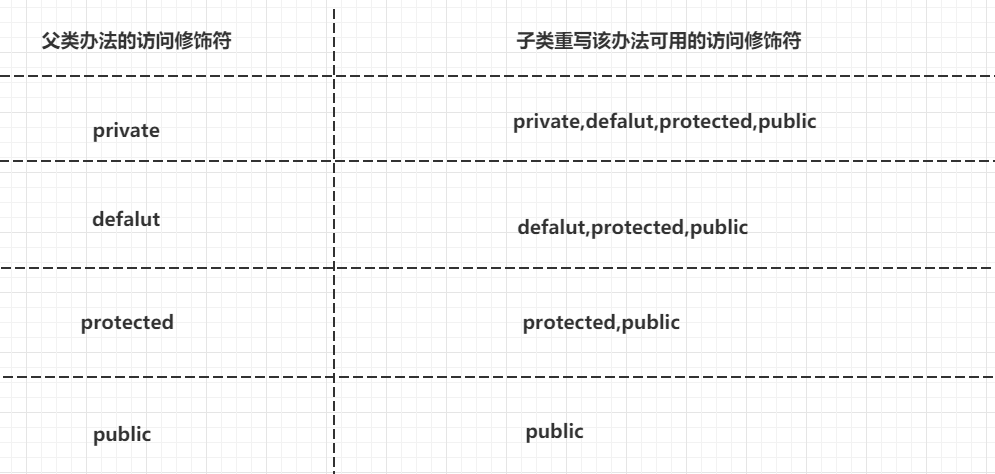 父类办法的访问修饰符
子类重写该办法可用的访问修饰符
private
private,defalut,protected,public
defalut
defalut,protected,public
protected
protected,public
public
public